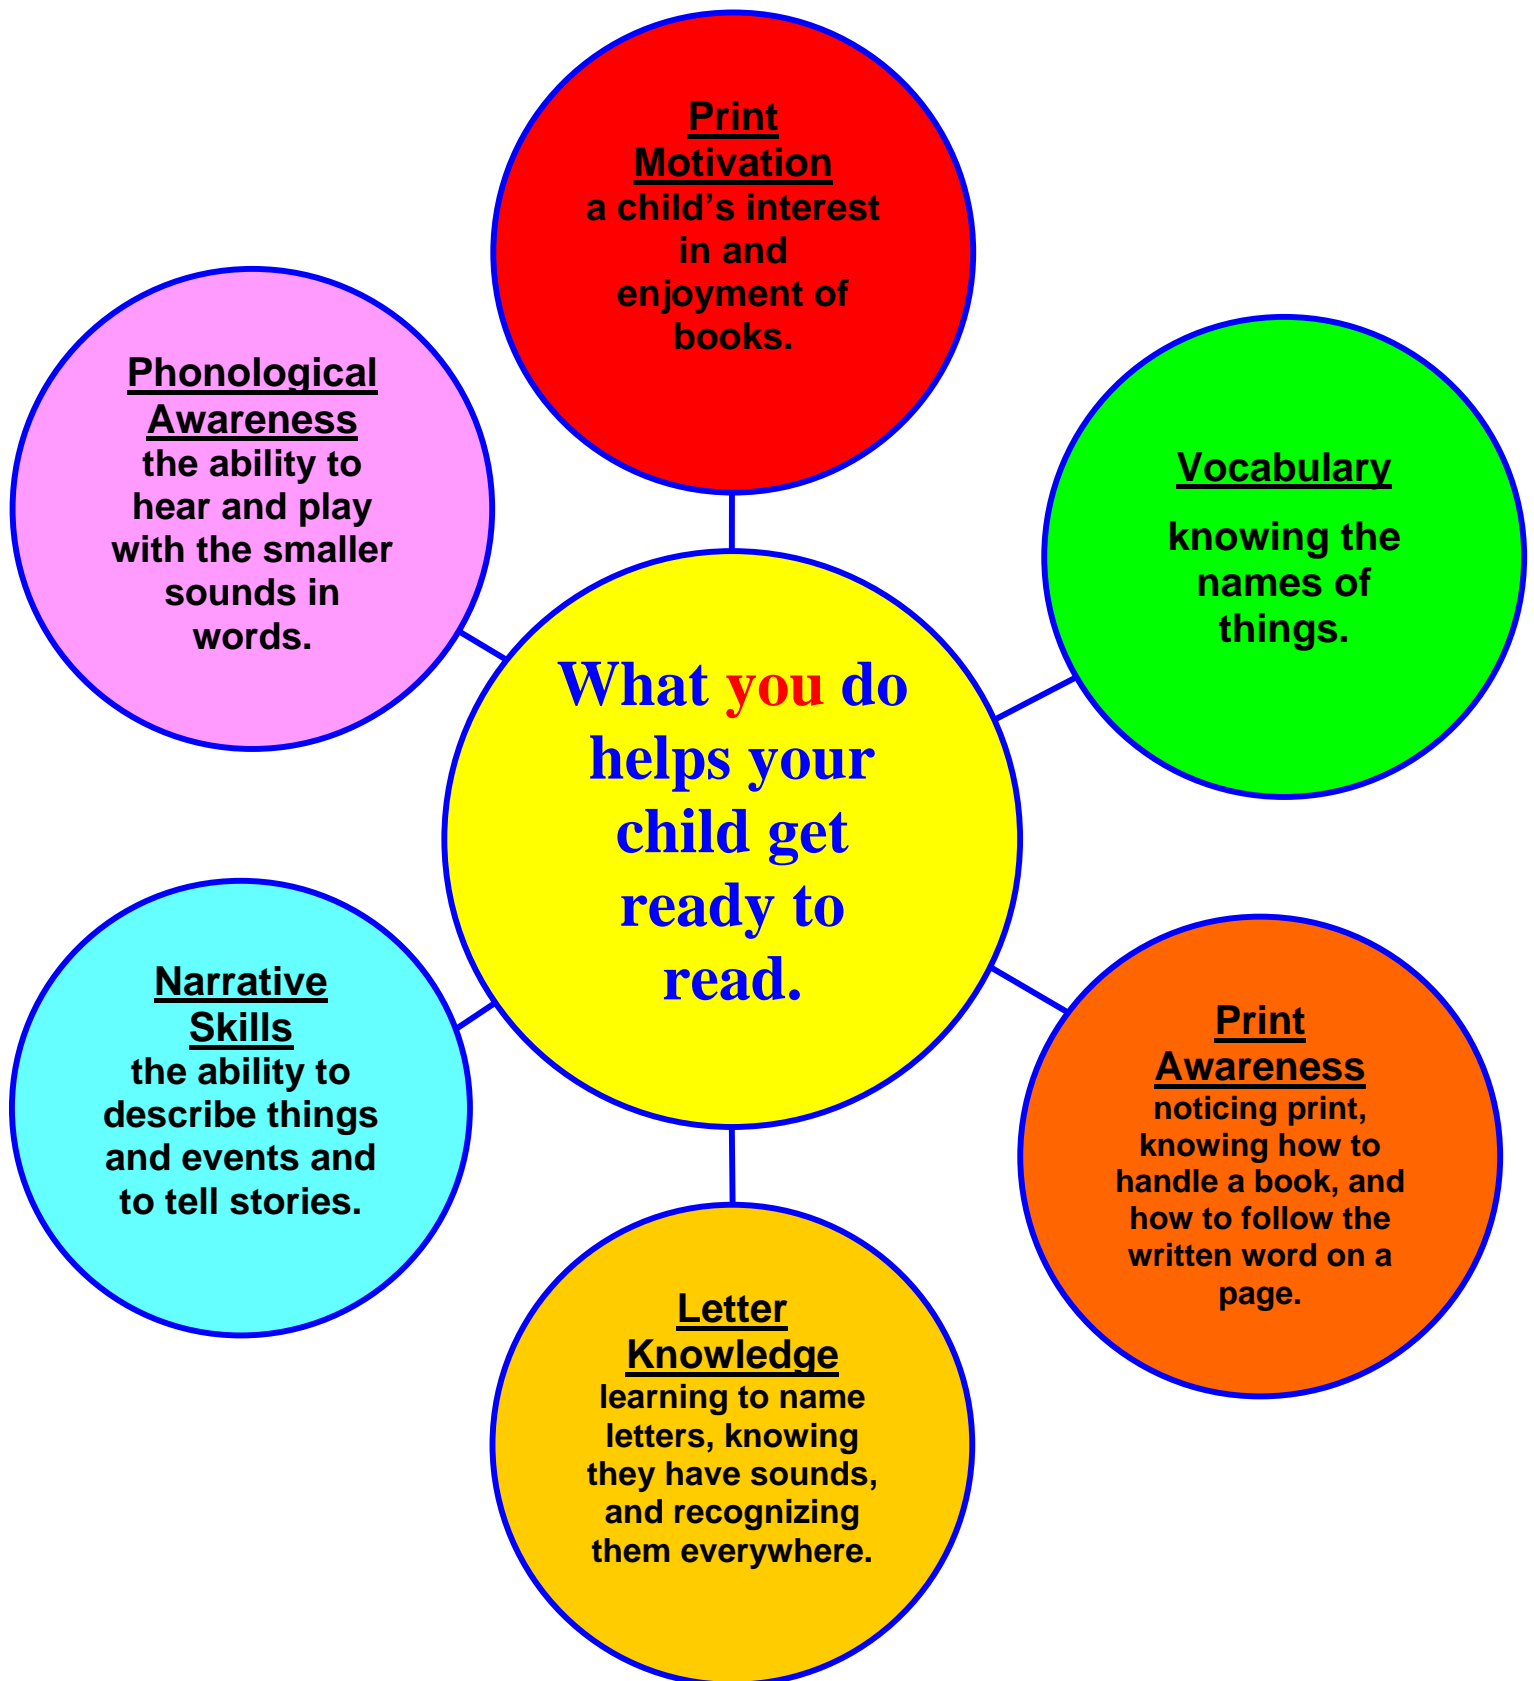 Print
Motivation
a child’s interest
in and
enjoyment of
books.
Vocabulary
knowing the
names of
things.
Print
Awareness
noticing print,
knowing how to
handle a book, and
how to follow the
written word on a
page.
Letter
Knowledge
learning to name
letters, knowing
they have sounds,
and recognizing
them everywhere.
Narrative
Skills
the ability to
describe things
and events and
to tell stories.
Phonological
Awareness
the ability to
hear and play
with the smaller
sounds in
words.
What you do
helps your
child get
ready to
read.